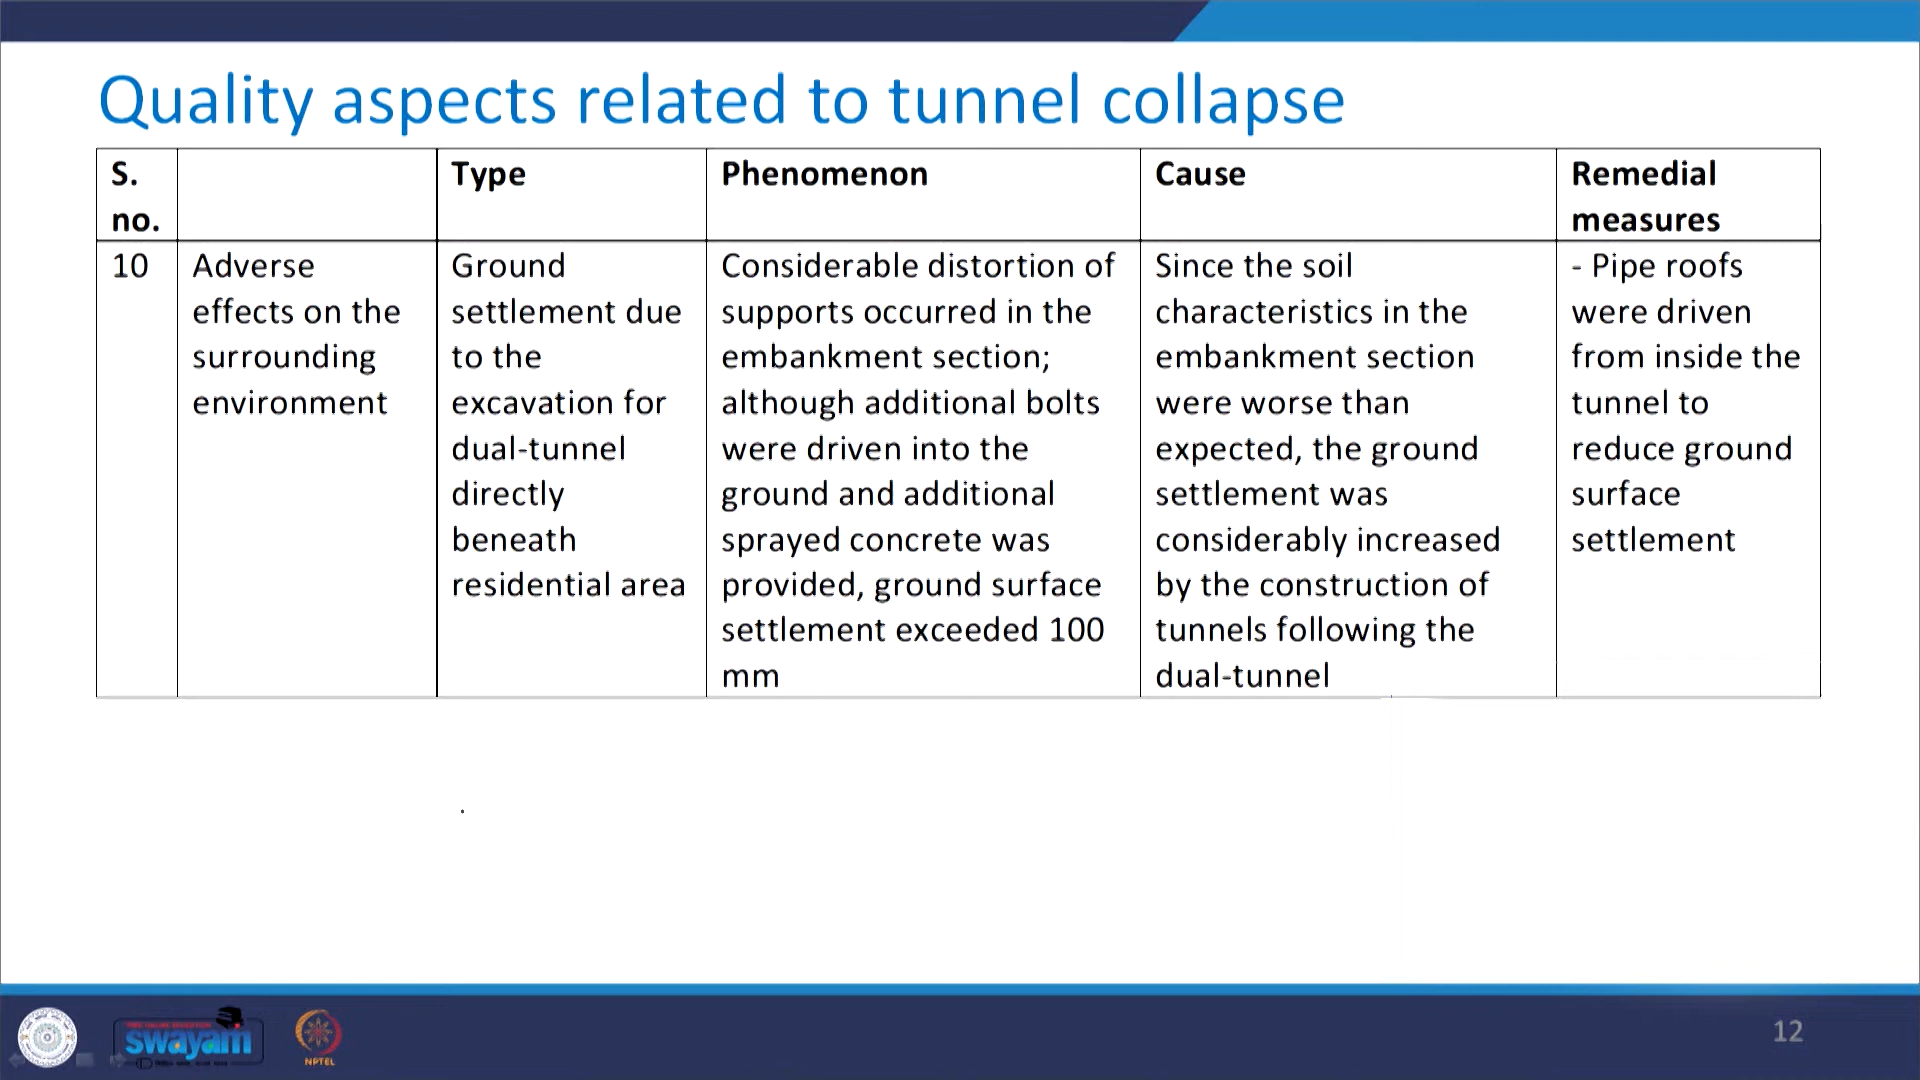 Quality aspects related to tunnel collapse
S.
no.
Type
Phenomenon
Cause
Remedial
measures
10
Adverse
effects on the
surrounding
environment
Ground
settlement due
to the
excavation for
dual-tunnel
directly
beneath
residential area
Considerable distortion of
supports occurred in the
embankment section;
although additional bolts
were driven into the
ground and additional
sprayed concrete was
provided, ground surface
settlement exceeded 100
mm
Since the soil
characteristics in the
embankment section
were worse than
expected, the ground
settlement was
considerably increased
by the construction of
tunnels following the
dual-tunnel
- Pipe roofs
were driven
from inside the
tunnel to
reduce ground
surface
settlement
FREE ONLINE EDUCATION
swayam
NPTEL
12